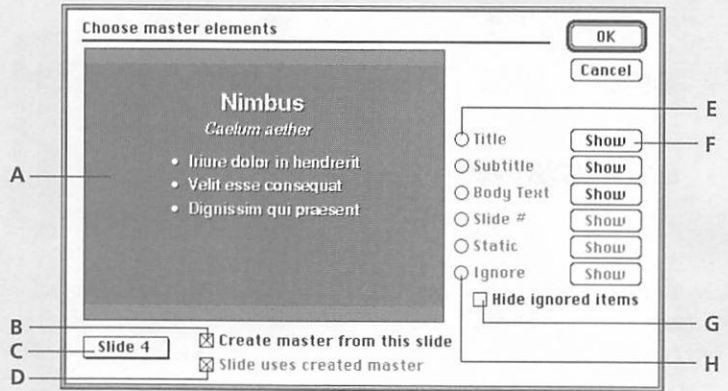 Choose master elements
OK
Cancel
Nimbus
Caelum aether
• Iriure dolor in hendrerit
• Velit esse consequat
• Dignissim qui praesent
Title Show
Subtitle Show
Body Text Show
Slide # Show
Static Show
Ignore Show
Hide ignored items
Create master from this slide
Slide 4
Slide uses created master
A
B
C
D
E
F
G
H